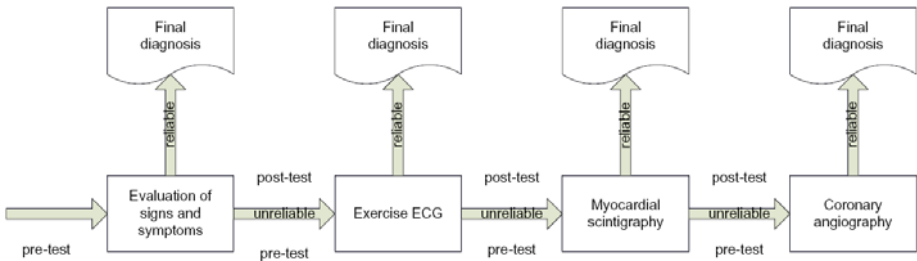 Final
diagnosis
Final
diagnosis
Final
diagnosis
Final
diagnosis
reliable
reliable
reliable
reliable
pre-test
Evaluation of
signs and
symptoms
post-test
unreliable
pre-test
Exercise ECG
post-test
unreliable
pre-test
Myocardial
scintigraphy
post-test
unreliable
pre-test
Coronary
angiography